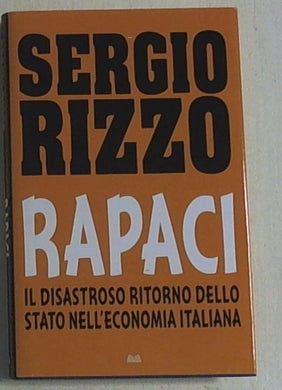 SERGIO
RIZZO
RAPACI
IL DISASTROSO RITORNO DELLO
STATO NELL'ECONOMIA ITALIANA